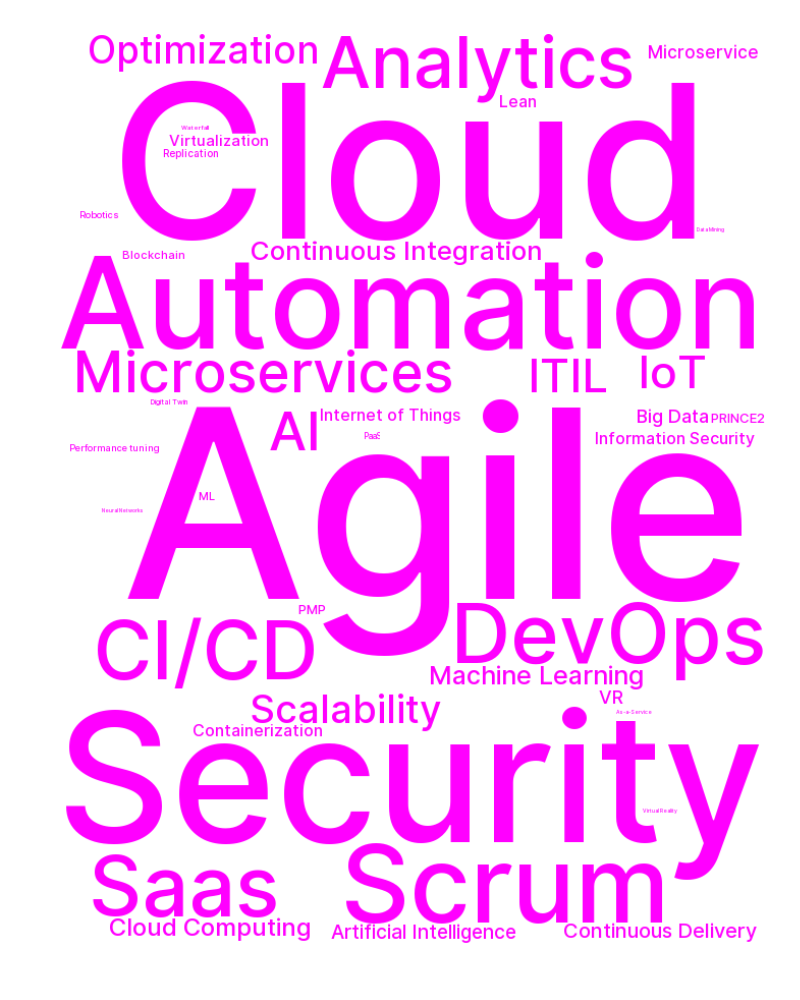 Optimization
Analytics
Microservice
Lean
Cloud
Waterfall
Virtualization
Replication
Robotics
Data Mining
Continuous Integration
Blockchain
Automation
Microservices
ITIL
IoT
Digital Twin
AI
Internet of Things
Big Data
PRINCE2
PaaS
Information Security
Performance tuning
Agile
ML
Neural Networks
PMP
CI/CD
DevOps
Machine Learning
VR
Scalability
As-a-Service
Containerization
Security
Virtual Reality
Saas
Scrum
Cloud Computing
Artificial Intelligence
Continuous Delivery